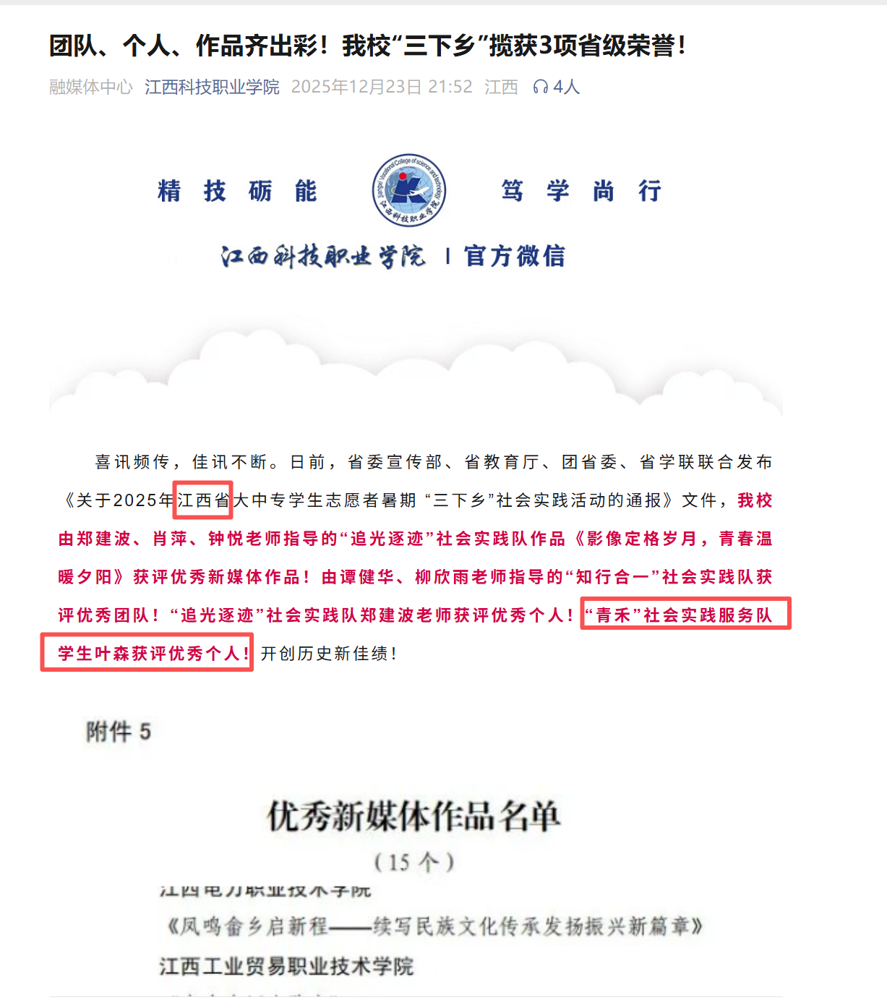 团队、个人、作品齐出彩！我校“三下乡”揽获3项省级荣誉！
融媒体中心 江西科技职业学院 2025年12月23日 21:52 江西 4人
精技砺能 笃学尚行
Jiangxi Vocational College of science and technology
江西科技职业学院
江西科技职业学院 | 官方微信
喜讯频传，佳讯不断。日前，省委宣传部、省教育厅、团省委、省学联联合发布
《关于2025年江西省大中专学生志愿者暑期 “三下乡”社会实践活动的通报》文件，我校
由郑建波、肖萍、钟悦老师指导的“追光逐迹”社会实践队作品《影像定格岁月，青春温
暖夕阳》获评优秀新媒体作品！由谭健华、柳欣雨老师指导的“知行合一”社会实践队获
评优秀团队！“追光逐迹”社会实践队郑建波老师获评优秀个人！“青禾”社会实践服务队
学生叶森获评优秀个人！开创历史新佳绩！
附件 5
优秀新媒体作品名单
（15 个）
江西电力职业技术学院
《凤鸣畲乡启新程——续写民族文化传承发扬振兴新篇章》
江西工业贸易职业技术学院